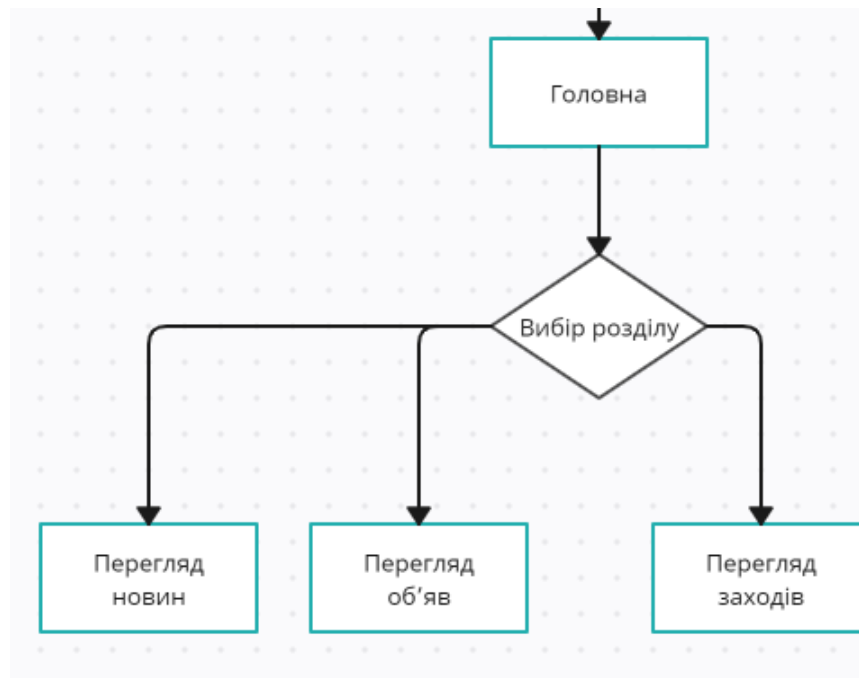 Головна
Вибір розділу
Перегляд
новин
Перегляд
об’яв
Перегляд
заходів